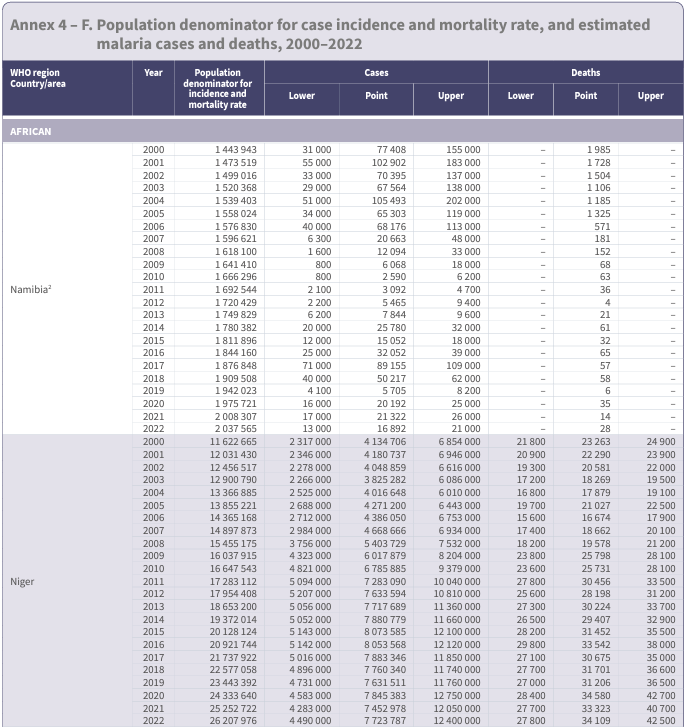 Annex 4 – F. Population denominator for case incidence and mortality rate, and estimated
malaria cases and deaths, 2000–2022
WHO region Country/area Year Population denominator for incidence and mortality rate Cases Deaths
Lower Point Upper Lower Point Upper
AFRICAN
Namibia²
2000 1 443 943 31 000 77 408 155 000 – 1 985 –
2001 1 473 519 55 000 102 902 183 000 – 1 728 –
2002 1 499 016 33 000 70 395 137 000 – 1 504 –
2003 1 520 368 29 000 67 564 138 000 – 1 106 –
2004 1 539 403 51 000 105 493 202 000 – 1 185 –
2005 1 558 024 34 000 65 303 119 000 – 1 325 –
2006 1 576 830 40 000 68 176 113 000 – 571 –
2007 1 596 621 6 300 20 663 48 000 – 181 –
2008 1 618 100 1 600 12 094 33 000 – 152 –
2009 1 641 410 800 6 068 18 000 – 68 –
2010 1 666 296 800 2 590 6 200 – 63 –
2011 1 692 544 2 100 3 092 4 700 – 36 –
2012 1 720 429 2 200 5 465 9 400 – 4 –
2013 1 749 829 6 200 7 844 9 600 – 21 –
2014 1 780 382 20 000 25 780 32 000 – 61 –
2015 1 811 896 12 000 15 052 18 000 – 32 –
2016 1 844 160 25 000 32 052 39 000 – 65 –
2017 1 876 848 71 000 89 155 109 000 – 57 –
2018 1 909 508 40 000 50 217 62 000 – 58 –
2019 1 942 023 4 100 5 705 8 200 – 6 –
2020 1 975 721 16 000 20 192 25 000 – 35 –
2021 2 008 307 17 000 21 322 26 000 – 14 –
2022 2 037 565 13 000 16 892 21 000 – 28 –
Niger
2000 11 622 665 2 317 000 4 134 706 6 854 000 21 800 23 263 24 900
2001 12 031 430 2 346 000 4 180 737 6 946 000 20 900 22 290 23 900
2002 12 456 517 2 278 000 4 048 859 6 616 000 19 300 20 581 22 000
2003 12 900 790 2 266 000 3 825 282 6 086 000 17 200 18 269 19 500
2004 13 366 885 2 525 000 4 016 648 6 010 000 16 800 17 879 19 100
2005 13 855 221 2 688 000 4 271 200 6 443 000 19 700 21 027 22 500
2006 14 365 168 2 712 000 4 386 050 6 753 000 15 600 16 674 17 900
2007 14 897 873 2 984 000 4 668 666 6 934 000 17 400 18 662 20 100
2008 15 455 175 3 756 000 5 403 729 7 532 000 18 200 19 578 21 200
2009 16 037 915 4 323 000 6 017 879 8 204 000 23 800 25 798 28 100
2010 16 647 543 4 821 000 6 785 885 9 379 000 23 600 25 731 28 100
2011 17 283 112 5 094 000 7 283 090 10 040 000 27 800 30 456 33 500
2012 17 954 408 5 207 000 7 633 594 10 810 000 25 600 28 198 31 200
2013 18 653 200 5 056 000 7 717 689 11 360 000 27 300 30 224 33 700
2014 19 372 014 5 052 000 7 880 779 11 660 000 26 500 29 407 32 900
2015 20 128 124 5 143 000 8 073 585 12 100 000 28 200 31 452 35 500
2016 20 921 744 5 142 000 8 053 568 12 120 000 29 800 33 542 38 000
2017 21 737 922 5 016 000 7 883 346 11 850 000 27 100 30 675 35 000
2018 22 577 058 4 896 000 7 760 340 11 740 000 27 700 31 701 36 600
2019 23 443 392 4 731 000 7 631 511 11 760 000 27 000 31 206 36 500
2020 24 333 640 4 583 000 7 845 383 12 750 000 28 400 34 580 42 700
2021 25 252 722 4 283 000 7 452 978 12 050 000 27 700 33 323 40 700
2022 26 207 976 4 490 000 7 723 787 12 400 000 27 800 34 109 42 500